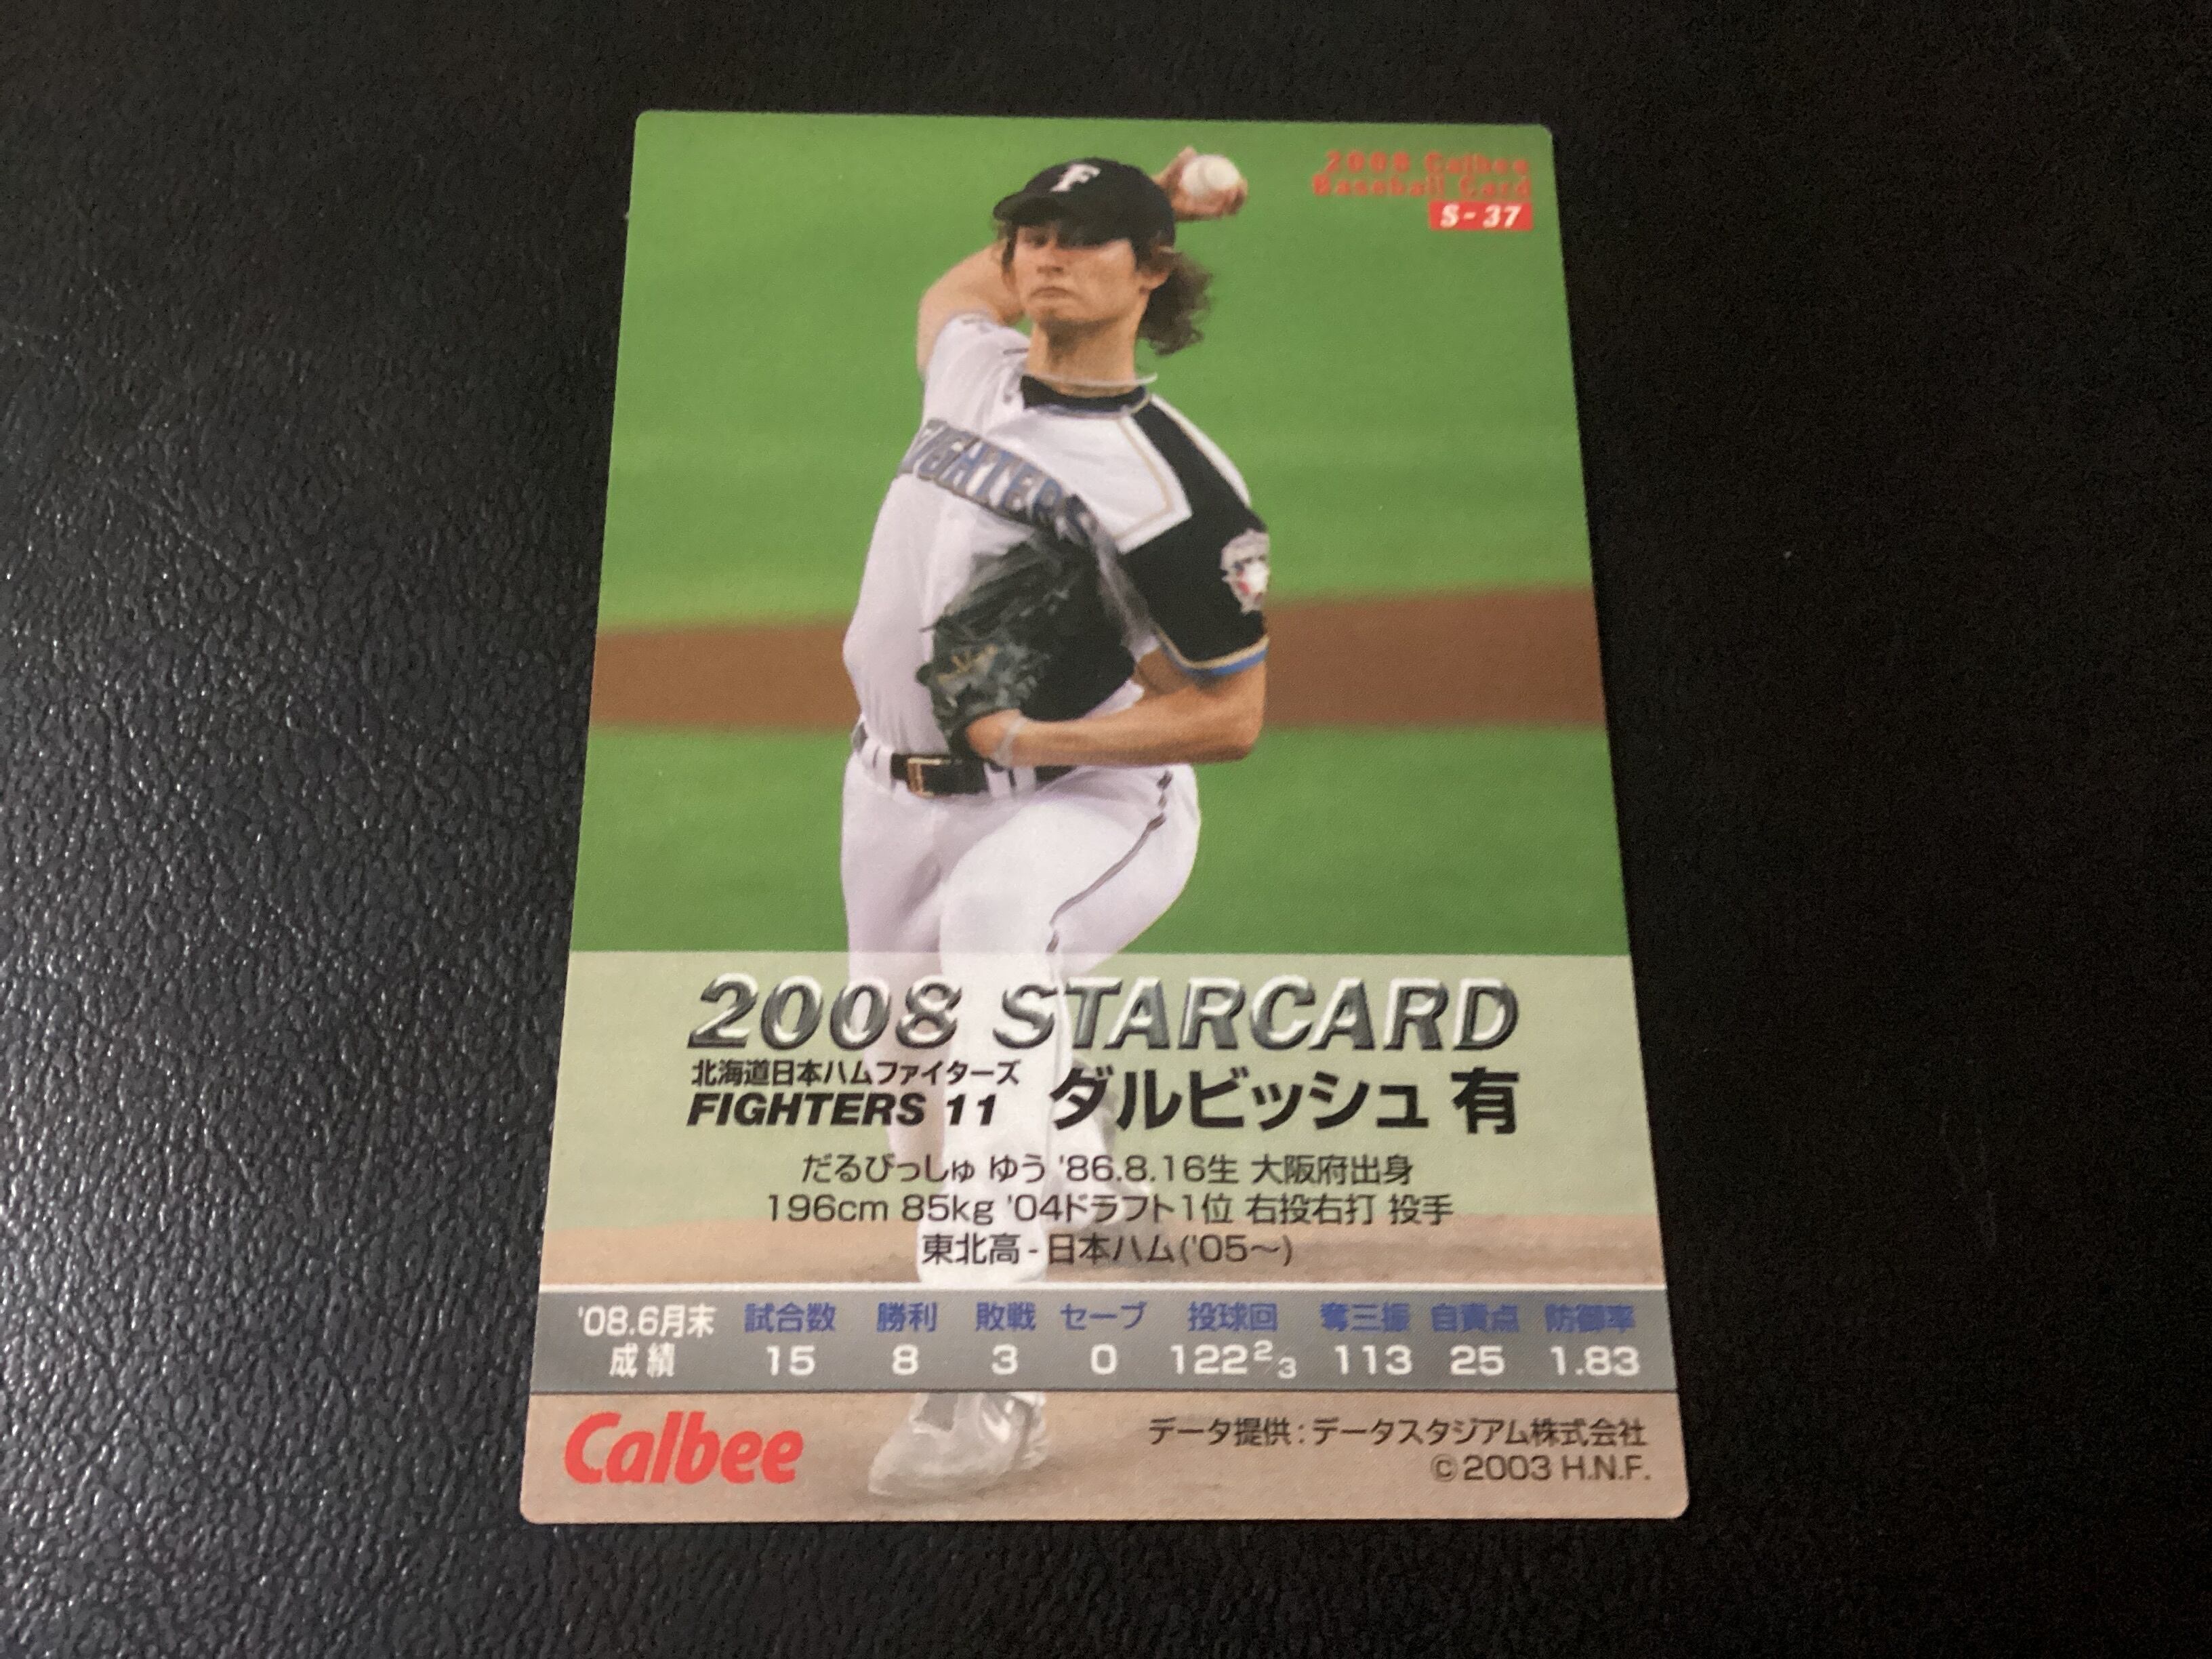 2008 Calbee
Baseball Card
S-37
F
FIGHTERS
2008 STARCARD
北海道日本ハムファイターズ
FIGHTERS 11 ダルビッシュ 有
だるびっしゅ ゆう '86.8.16生 大阪府出身
196cm 85kg '04ドラフト1位 右投右打 投手
東北高-日本ハム('05〜)
'08.6月末 試合数 勝利 敗戦 セーブ 投球回 奪三振 自責点 防御率
成績 15 8 3 0 122 2/3 113 25 1.83
Calbee
データ提供:データスタジアム株式会社
©2003 H.N.F.